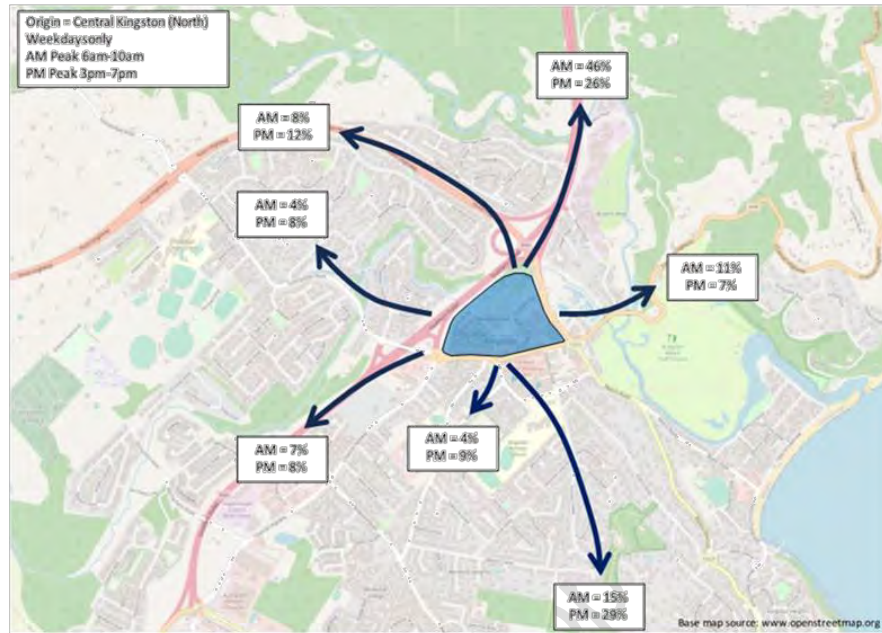 Origin = Central Kingston (North)
Weekdaysonly
AM Peak 6am-10am
PM Peak 3pm-7pm
AM = 46%
PM = 26%
AM = 8%
PM = 12%
AM = 4%
PM = 8%
AM = 11%
PM = 7%
AM = 7%
PM = 8%
AM = 4%
PM = 9%
AM = 15%
PM = 29%
Base map source: www.openstreetmap.org